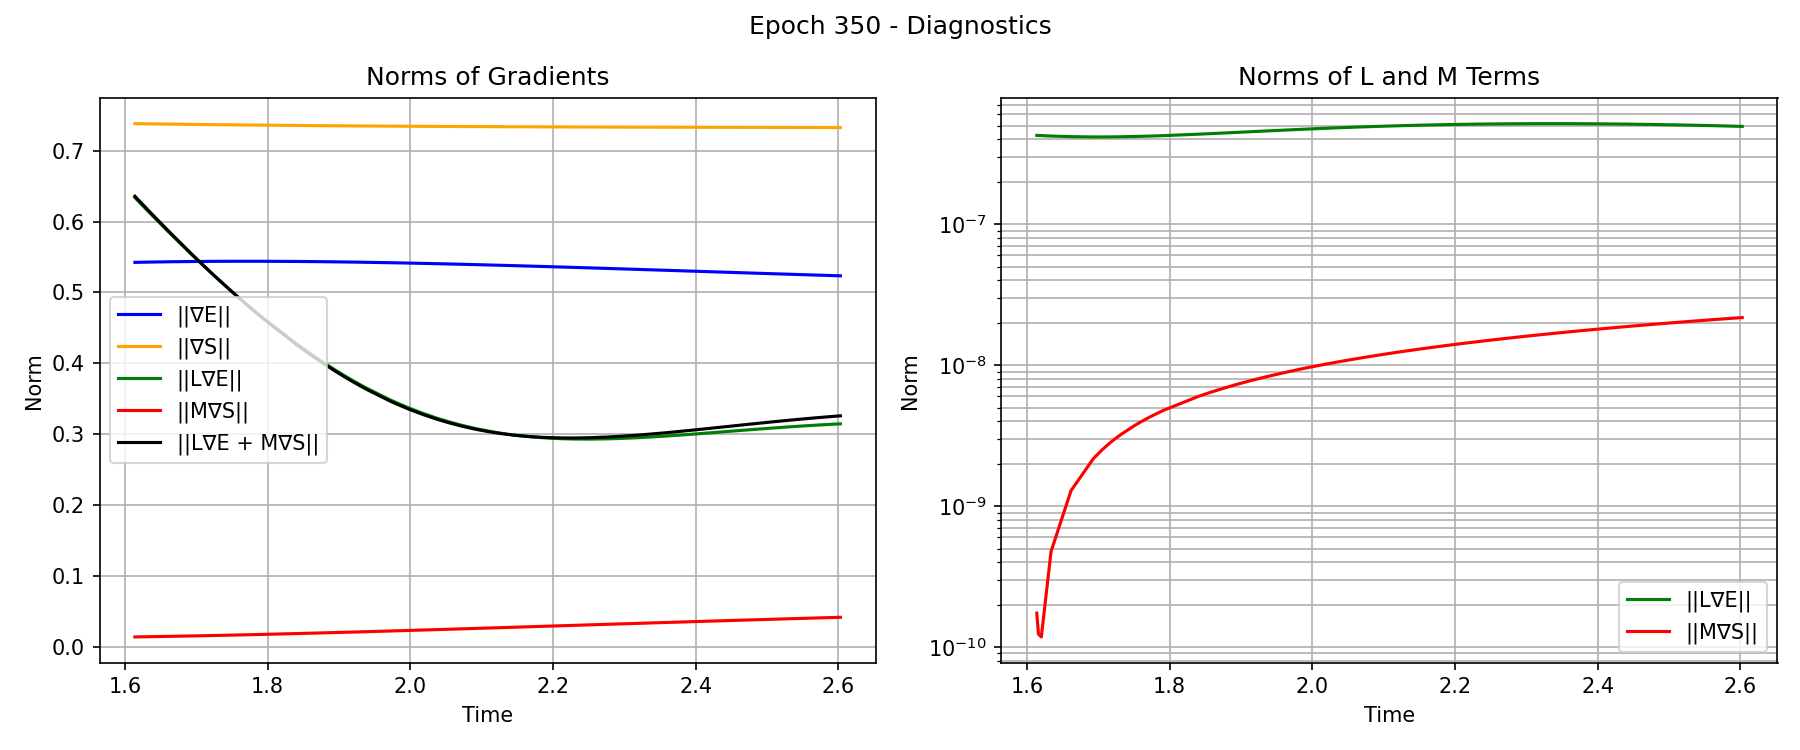 Epoch 350 - Diagnostics
Norms of Gradients
Norm
0.7
0.6
0.5
0.4
0.3
0.2
0.1
0.0
||∇E||
||∇S||
||L∇E||
||M∇S||
||L∇E + M∇S||
1.6 1.8 2.0 2.2 2.4 2.6
Time
Norms of L and M Terms
Norm
10⁻⁷
10⁻⁸
10⁻⁹
10⁻¹⁰
||L∇E||
||M∇S||
1.6 1.8 2.0 2.2 2.4 2.6
Time